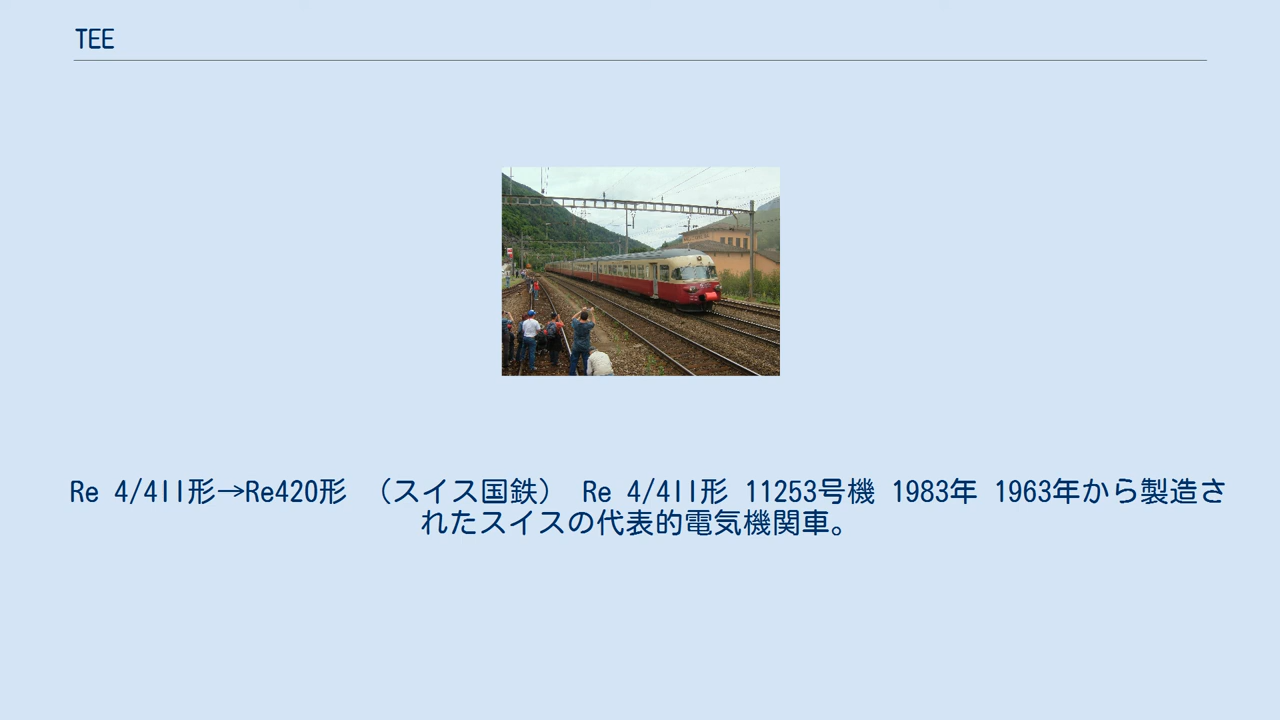 TEE
Re 4/4II形→Re420形 （スイス国鉄） Re 4/4II形 11253号機 1983年 1963年から製造さ
れたスイスの代表的電気機関車。